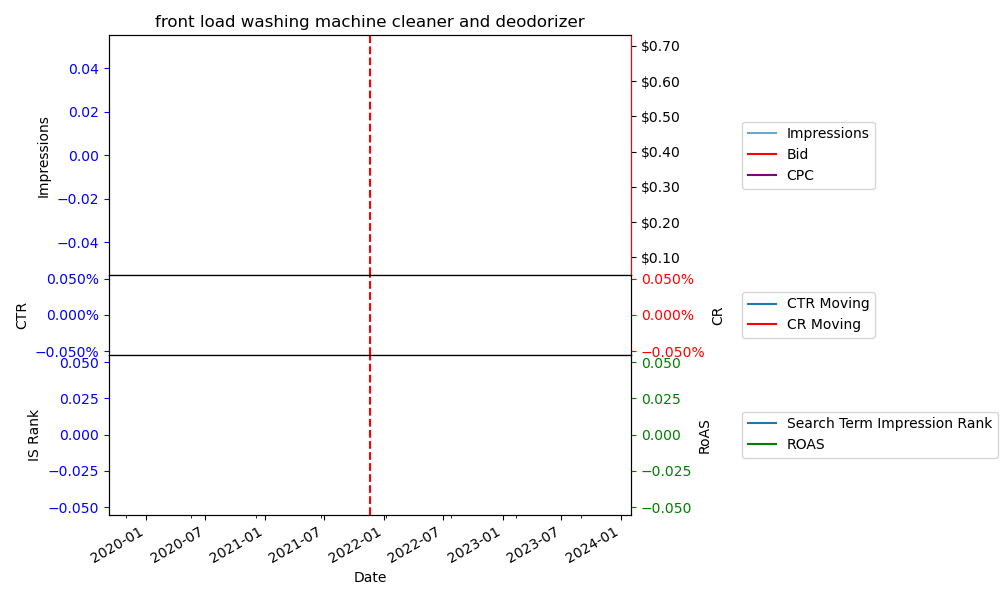 front load washing machine cleaner and deodorizer
Impressions
0.04
0.02
0.00
−0.02
−0.04
$0.70
$0.60
$0.50
$0.40
$0.30
$0.20
$0.10
Impressions
Bid
CPC
CTR
0.050%
0.000%
−0.050%
0.050%
0.000%
−0.050%
CR
CTR Moving
CR Moving
IS Rank
0.050
0.025
0.000
−0.025
−0.050
0.050
0.025
0.000
−0.025
−0.050
RoAS
Search Term Impression Rank
ROAS
2020-01
2020-07
2021-01
2021-07
2022-01
2022-07
2023-01
2023-07
2024-01
Date